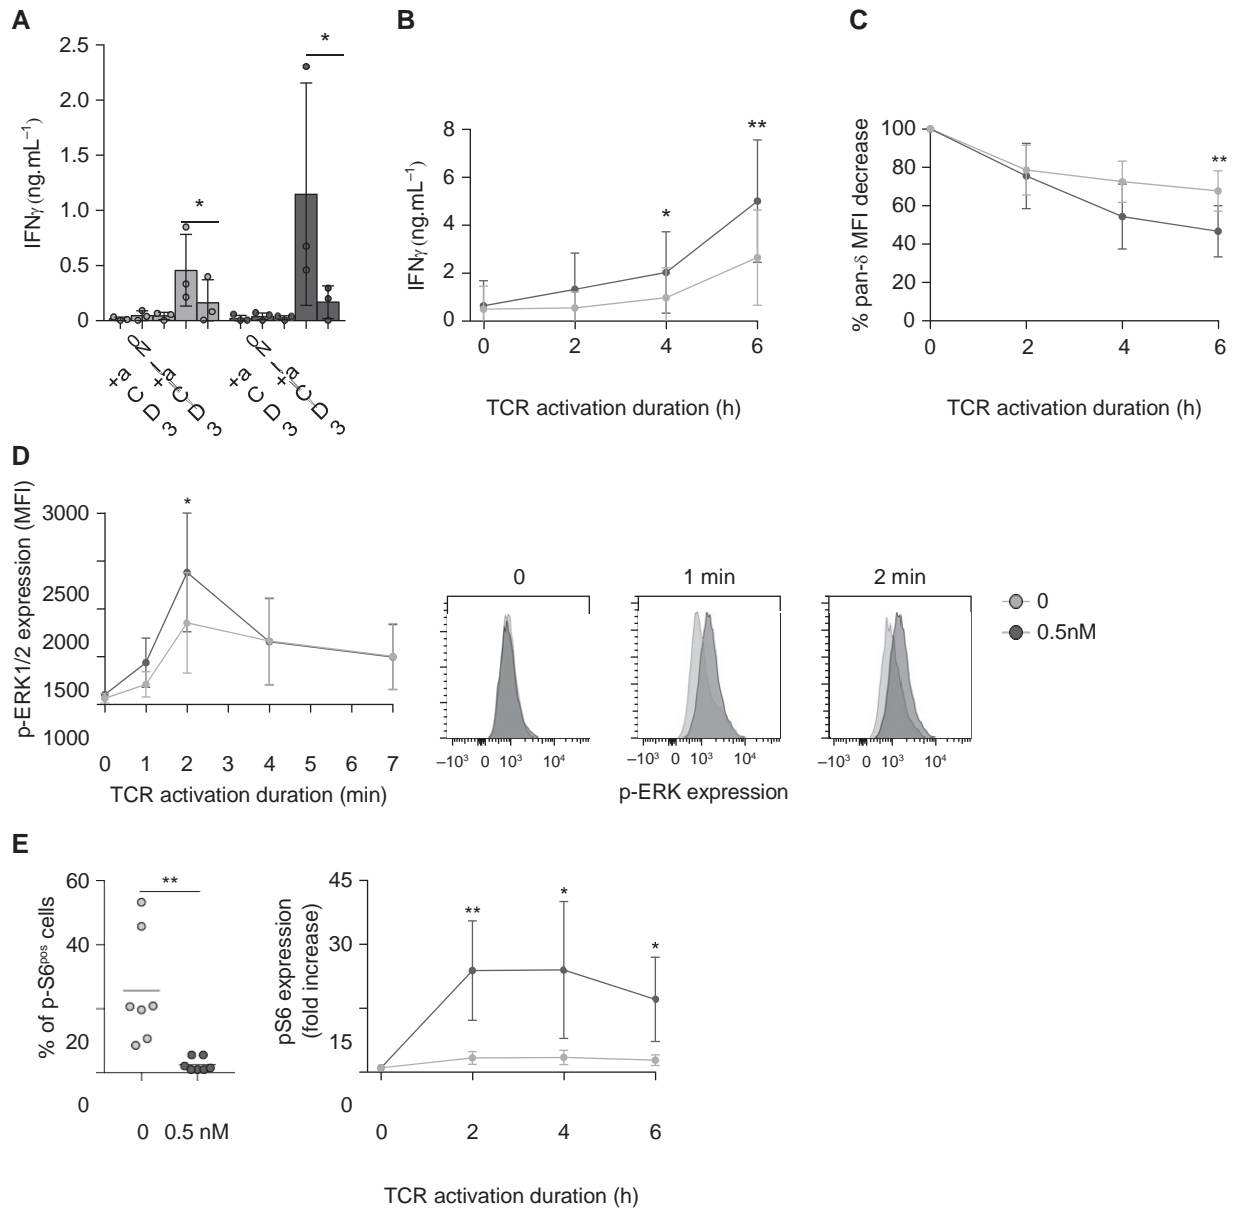 A
2.5
2.0
1.5
1.0
0.5
0
IFNγ (ng.mL⁻¹)
*
*
+aCD3
NI
+aCD3
+aCD3
NI
+aCD3
B
8
6
4
2
0
IFNγ (ng.mL⁻¹)
*
**
0 2 4 6
TCR activation duration (h)
C
100
80
60
40
20
0
% pan-δ MFI decrease
**
0 2 4 6
TCR activation duration (h)
D
3000
2500
2000
1500
1000
p-ERK1/2 expression (MFI)
*
0 1 2 3 4 5 6 7
TCR activation duration (min)
0
1 min
2 min
–10³ 0 10³ 10⁴
–10³ 0 10³ 10⁴
–10³ 0 10³ 10⁴
p-ERK expression
0
0.5nM
E
60
40
20
0
% of p-S6ᵖᵒˢ cells
**
0 0.5 nM
45
30
15
0
pS6 expression
(fold increase)
**
*
*
0 2 4 6
TCR activation duration (h)